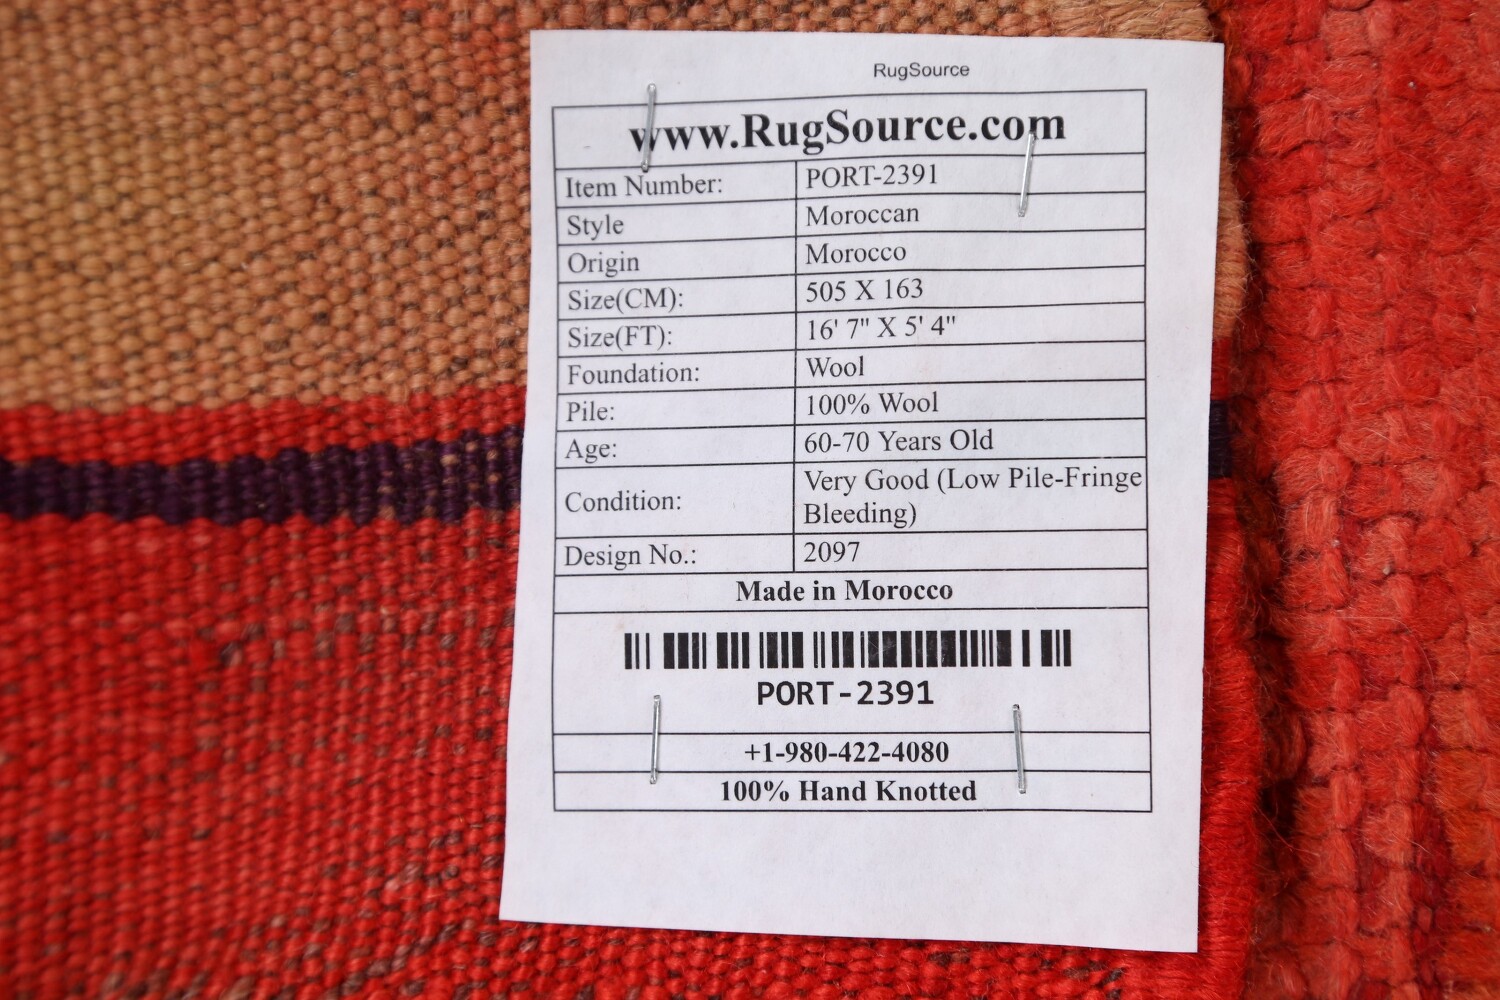 RugSource
www.RugSource.com
Item Number: PORT-2391
Style Moroccan
Origin Morocco
Size(CM): 505 X 163
Size(FT): 16' 7" X 5' 4"
Foundation: Wool
Pile: 100% Wool
Age: 60-70 Years Old
Condition: Very Good (Low Pile-Fringe
Bleeding)
Design No.: 2097
Made in Morocco
PORT-2391
+1-980-422-4080
100% Hand Knotted